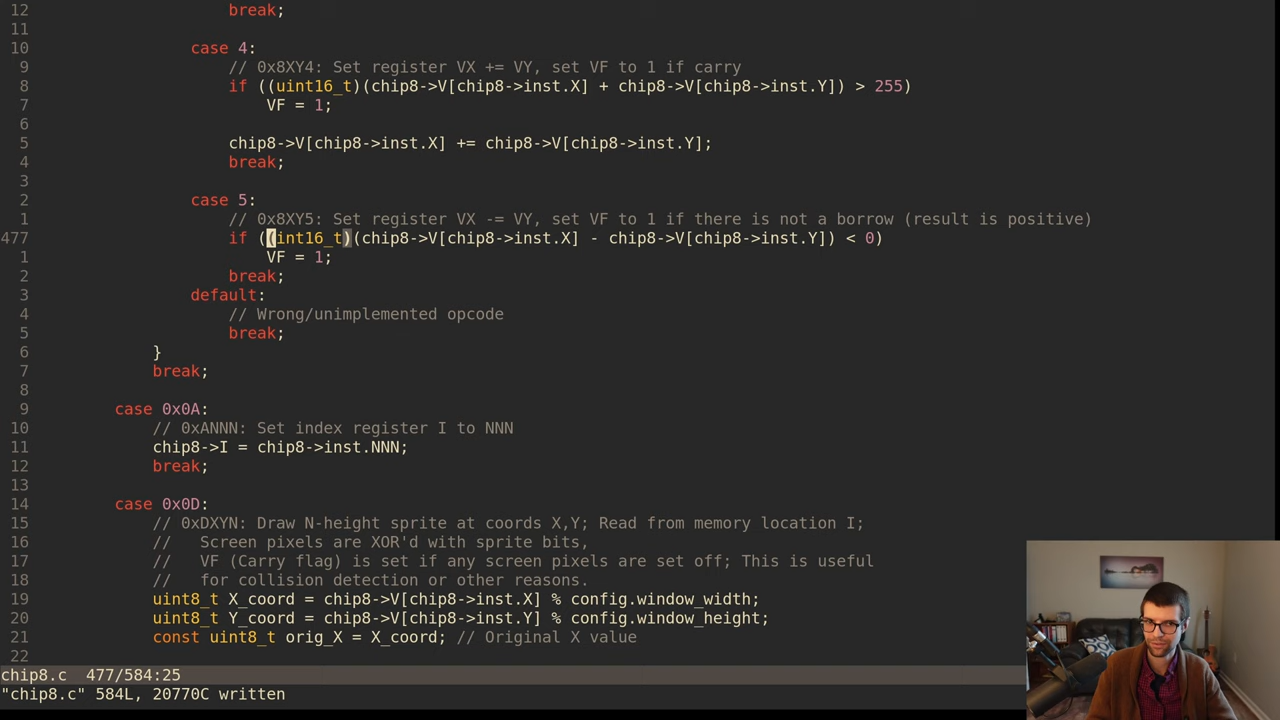 12 break;
11
10 case 4:
9 // 0x8XY4: Set register VX += VY, set VF to 1 if carry
8 if ((uint16_t)(chip8->V[chip8->inst.X] + chip8->V[chip8->inst.Y]) > 255)
7 VF = 1;
6
5 chip8->V[chip8->inst.X] += chip8->V[chip8->inst.Y];
4 break;
3
2 case 5:
1 // 0x8XY5: Set register VX -= VY, set VF to 1 if there is not a borrow (result is positive)
477 if ((int16_t)(chip8->V[chip8->inst.X] - chip8->V[chip8->inst.Y]) < 0)
1 VF = 1;
2 break;
3 default:
4 // Wrong/unimplemented opcode
5 break;
6 }
7 break;
8
9 case 0x0A:
10 // 0xANNN: Set index register I to NNN
11 chip8->I = chip8->inst.NNN;
12 break;
13
14 case 0x0D:
15 // 0xDXYN: Draw N-height sprite at coords X,Y; Read from memory location I;
16 // Screen pixels are XOR'd with sprite bits,
17 // VF (Carry flag) is set if any screen pixels are set off; This is useful
18 // for collision detection or other reasons.
19 uint8_t X_coord = chip8->V[chip8->inst.X] % config.window_width;
20 uint8_t Y_coord = chip8->V[chip8->inst.Y] % config.window_height;
21 const uint8_t orig_X = X_coord; // Original X value
22
chip8.c 477/584:25
"chip8.c" 584L, 20770C written